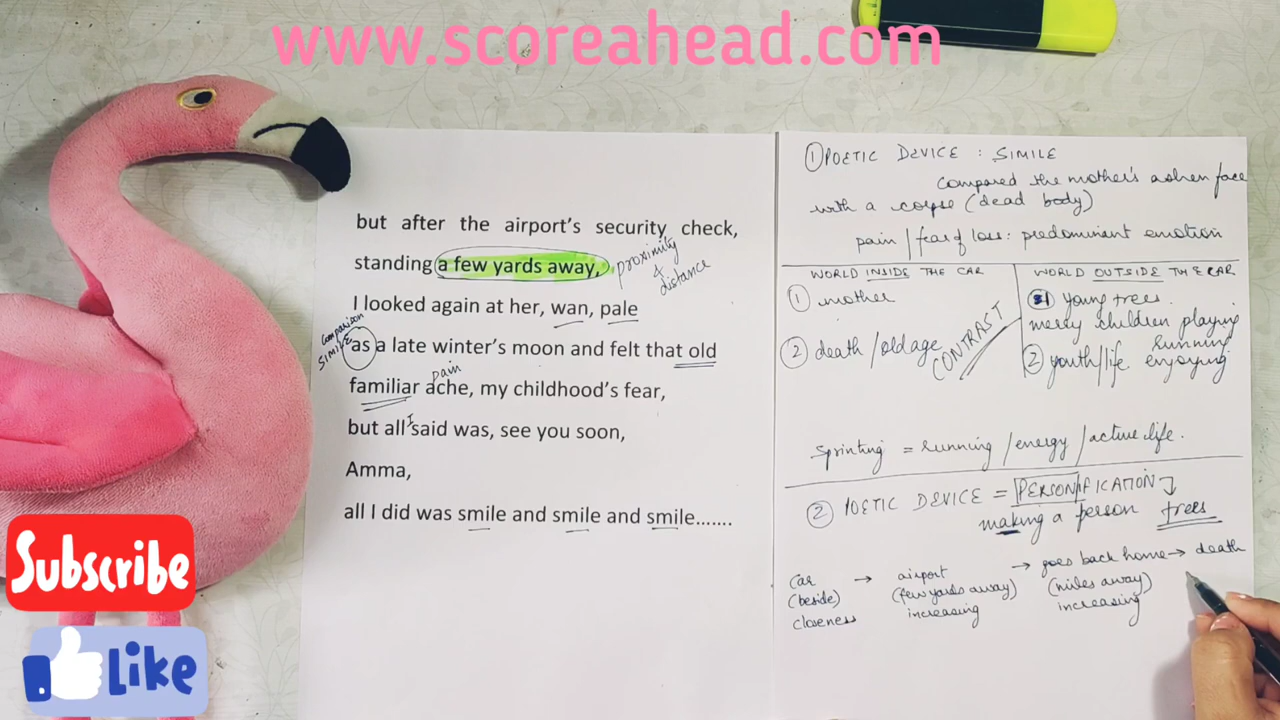 www.scoreahead.com
but after the airport's security check,
standing a few yards away,
proximity
&
distance
I looked again at her, wan, pale
comparison
SIMILE
as a late winter's moon and felt that old
pain
familiar ache, my childhood's fear,
but all I said was, see you soon,
Amma,
all I did was smile and smile and smile.......
Subscribe
Like
① POETIC DEVICE : SIMILE
Compared the mother's ashen face
with a corpse (dead body)
pain / fear of loss: predominent emotion
WORLD INSIDE THE CAR
① mother
② death / old age
CONTRAST
WORLD OUTSIDE THE CAR
① young trees.
merry children playing
running
② youth/life. enjoying
Sprinting = running / energy / active life.
② POETIC DEVICE = PERSONIFICATION
making a person trees
car → airport → goes back home → death
(beside) (few yards away) (miles away)
closeness increasing increasing